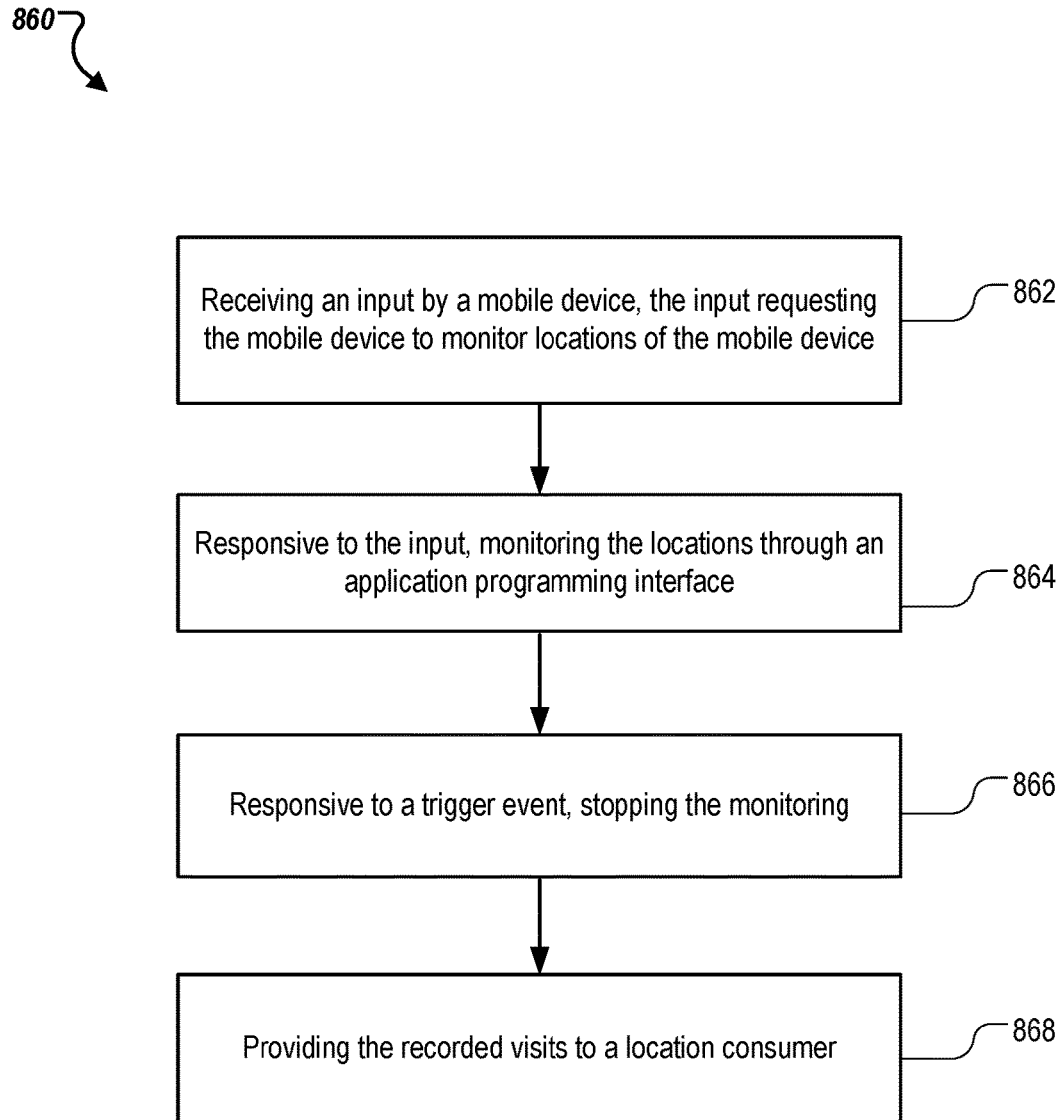 860
Receiving an input by a mobile device, the input requesting
the mobile device to monitor locations of the mobile device
862
Responsive to the input, monitoring the locations through an
application programming interface
864
Responsive to a trigger event, stopping the monitoring
866
Providing the recorded visits to a location consumer
868